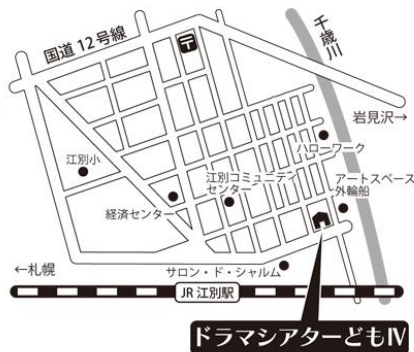 国道12号線
千歳川
岩見沢→
ハローワーク
江別小
江別コミュニティ
センター
アートスペース
外輪船
経済センター
←札幌
サロン・ド・シャルム
JR 江別駅
ドラマシアターどもⅣ